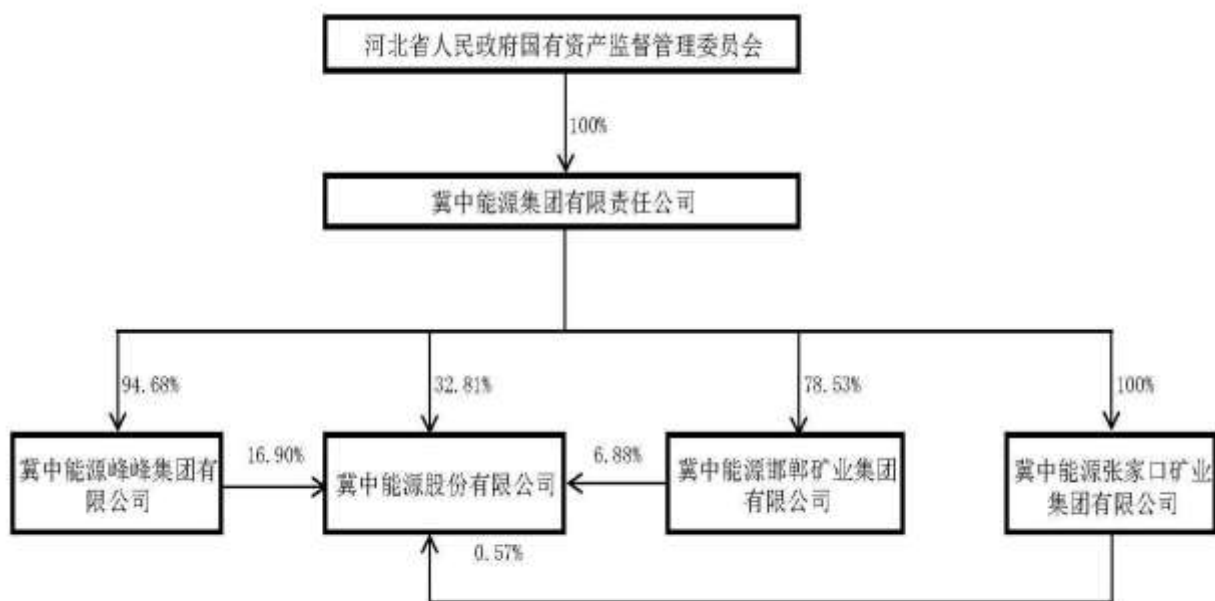 河北省人民政府国有资产监督管理委员会
100%
冀中能源集团有限责任公司
94.68%
32.81%
78.53%
100%
冀中能源峰峰集团有
限公司
16.90%
冀中能源股份有限公司
6.88%
冀中能源邯郸矿业集团
有限公司
冀中能源张家口矿业
集团有限公司
0.57%